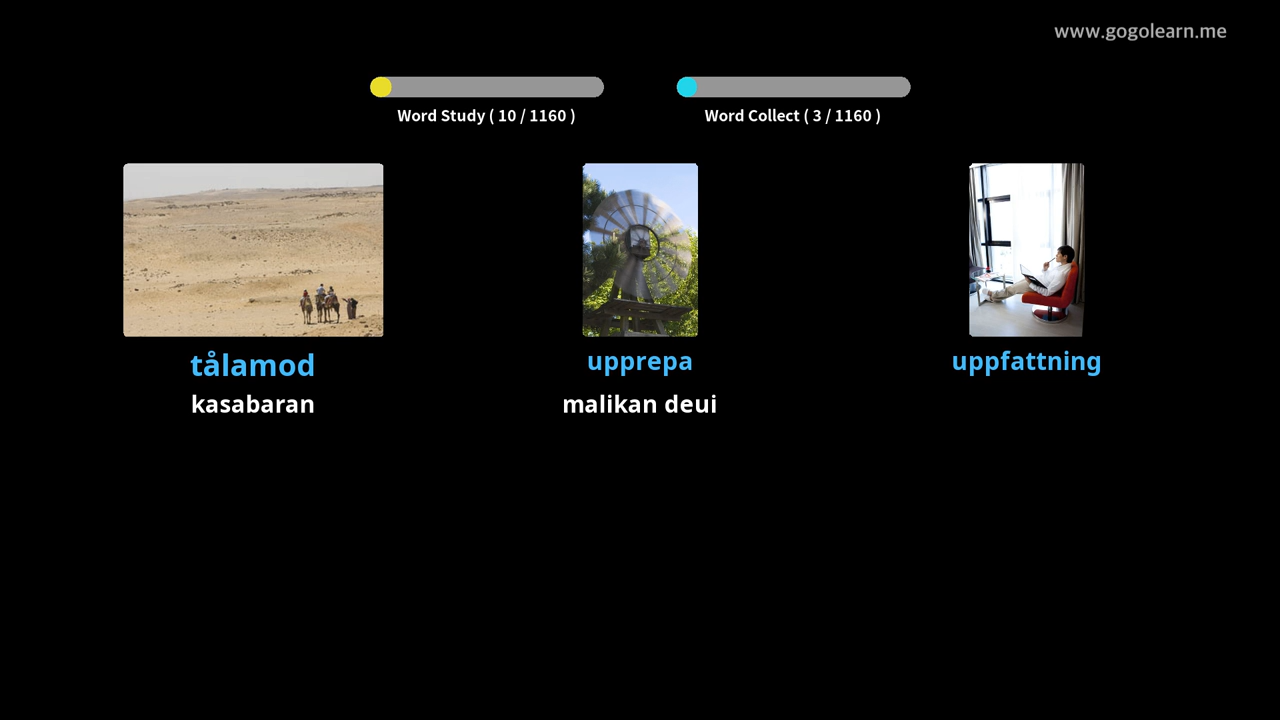 www.gogolearn.me
Word Study ( 10 / 1160 )
Word Collect ( 3 / 1160 )
tålamod
kasabaran
upprepa
malikan deui
uppfattning